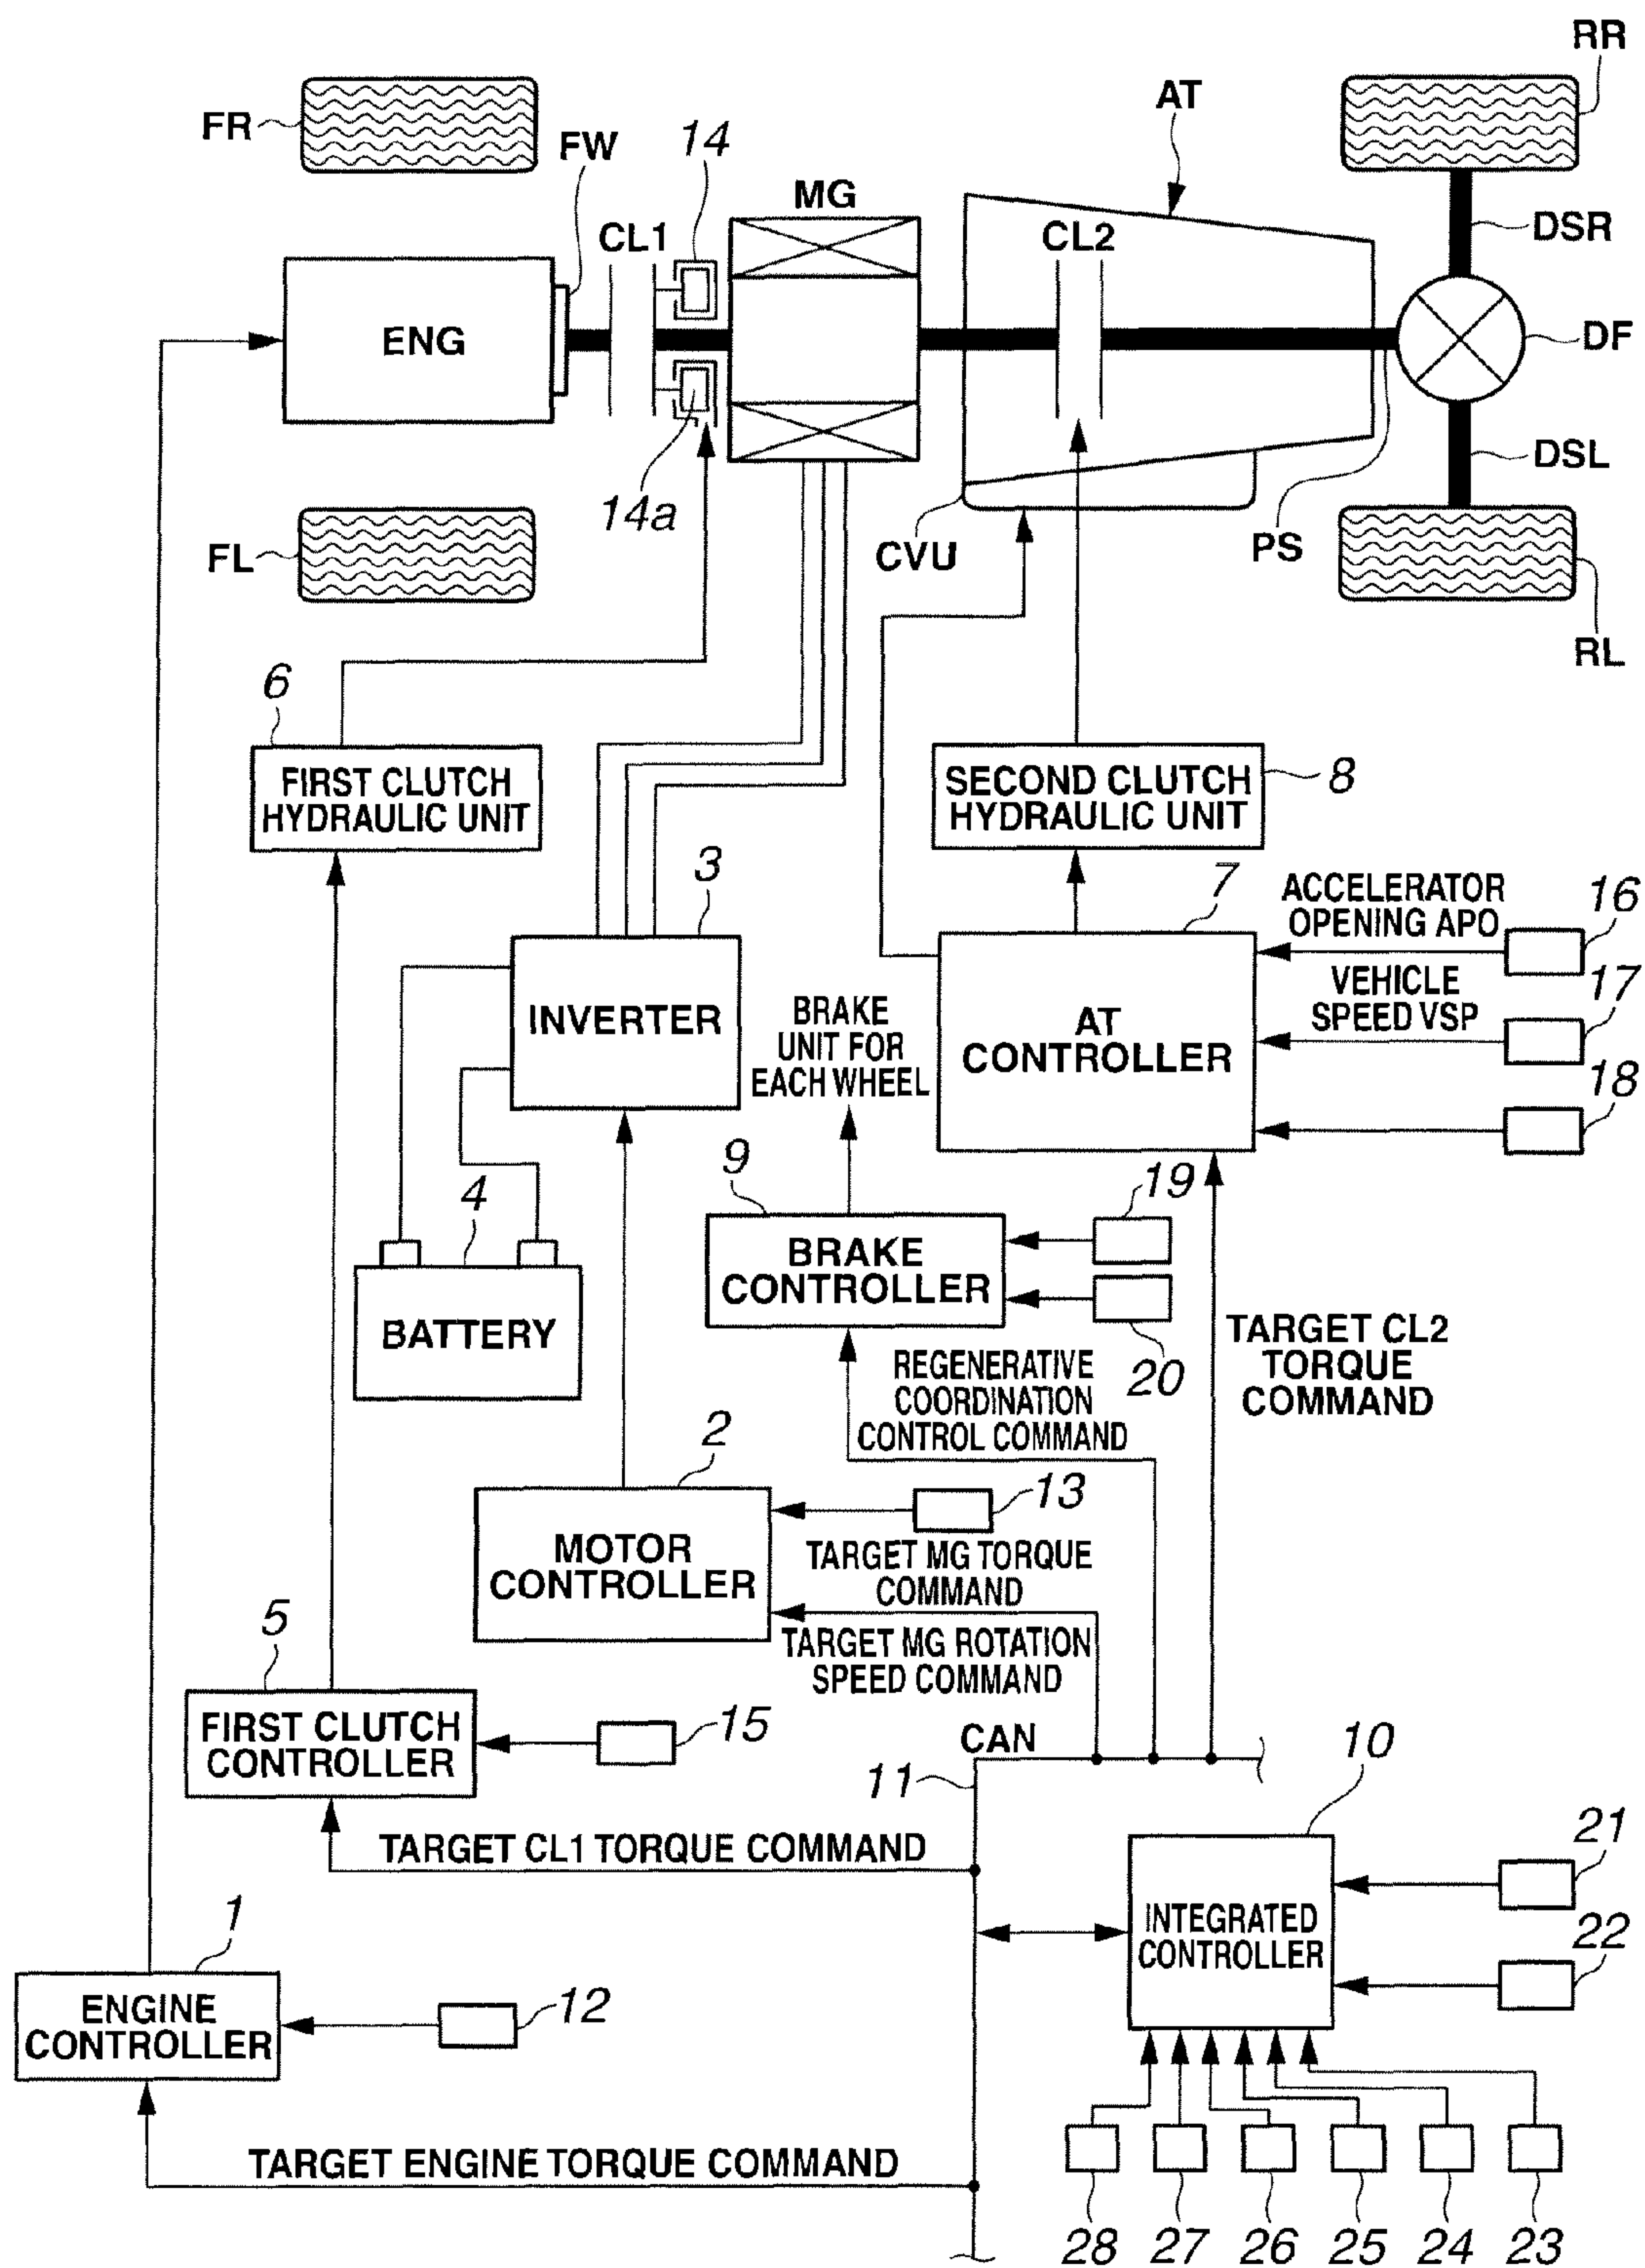 RR
FR
FW
14
AT
MG
CL1
CL2
DSR
ENG
DF
DSL
14a
FL
CVU
PS
RL
6
FIRST CLUTCH
HYDRAULIC UNIT
SECOND CLUTCH
HYDRAULIC UNIT
8
3
7
ACCELERATOR
OPENING APO
16
INVERTER
BRAKE
UNIT FOR
EACH WHEEL
AT
CONTROLLER
VEHICLE
SPEED VSP
17
18
4
9
19
BATTERY
BRAKE
CONTROLLER
20
TARGET CL2
TORQUE
COMMAND
REGENERATIVE
COORDINATION
CONTROL COMMAND
2
13
MOTOR
CONTROLLER
TARGET MG TORQUE
COMMAND
TARGET MG ROTATION
SPEED COMMAND
5
FIRST CLUTCH
CONTROLLER
15
CAN
11
10
TARGET CL1 TORQUE COMMAND
21
INTEGRATED
CONTROLLER
22
1
ENGINE
CONTROLLER
12
TARGET ENGINE TORQUE COMMAND
28
27
26
25
24
23